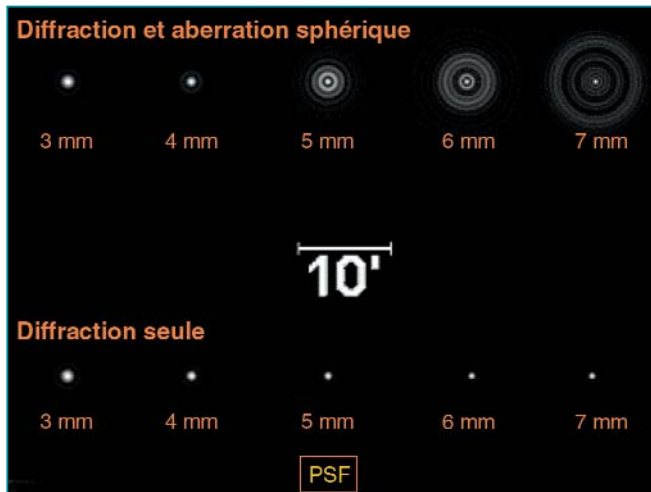 Diffraction et aberration sphérique
3 mm 4 mm 5 mm 6 mm 7 mm
10'
Diffraction seule
3 mm 4 mm 5 mm 6 mm 7 mm
PSF